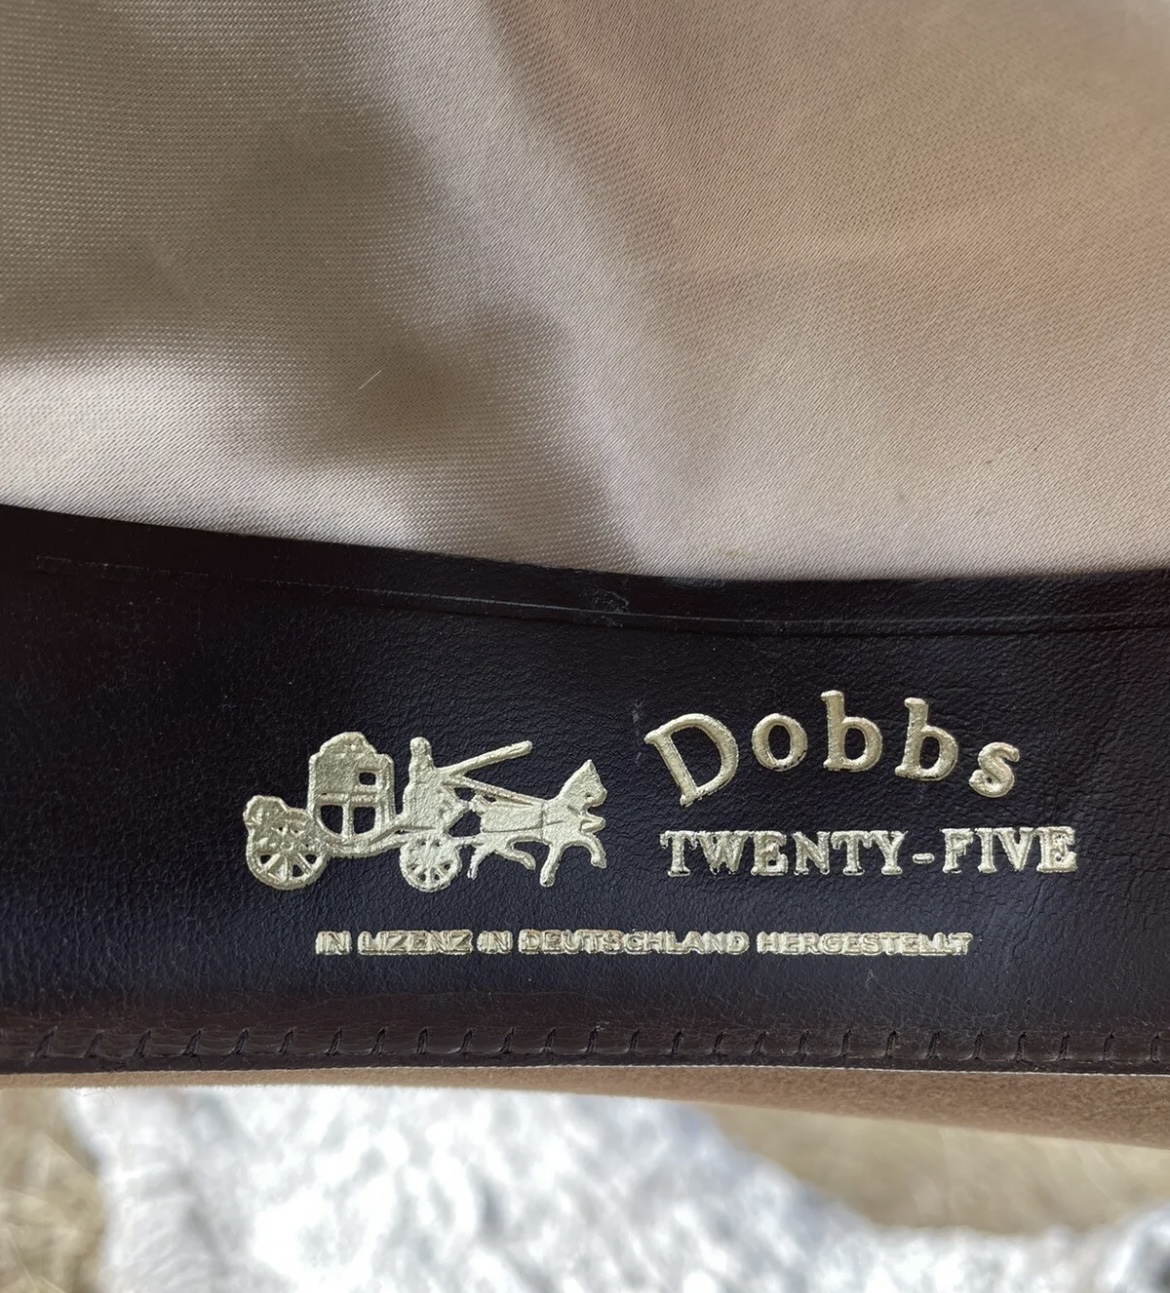 Dobbs
TWENTY-FIVE
IN LIZENZ IN DEUTSCHLAND HERGESTELLT